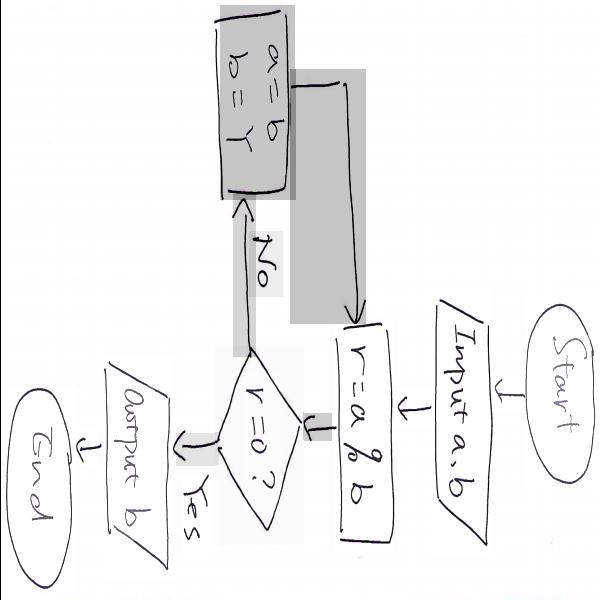 Start
Input a.b
r=a%b
r=0?
No
a=b
b=r
Yes
Output b
End